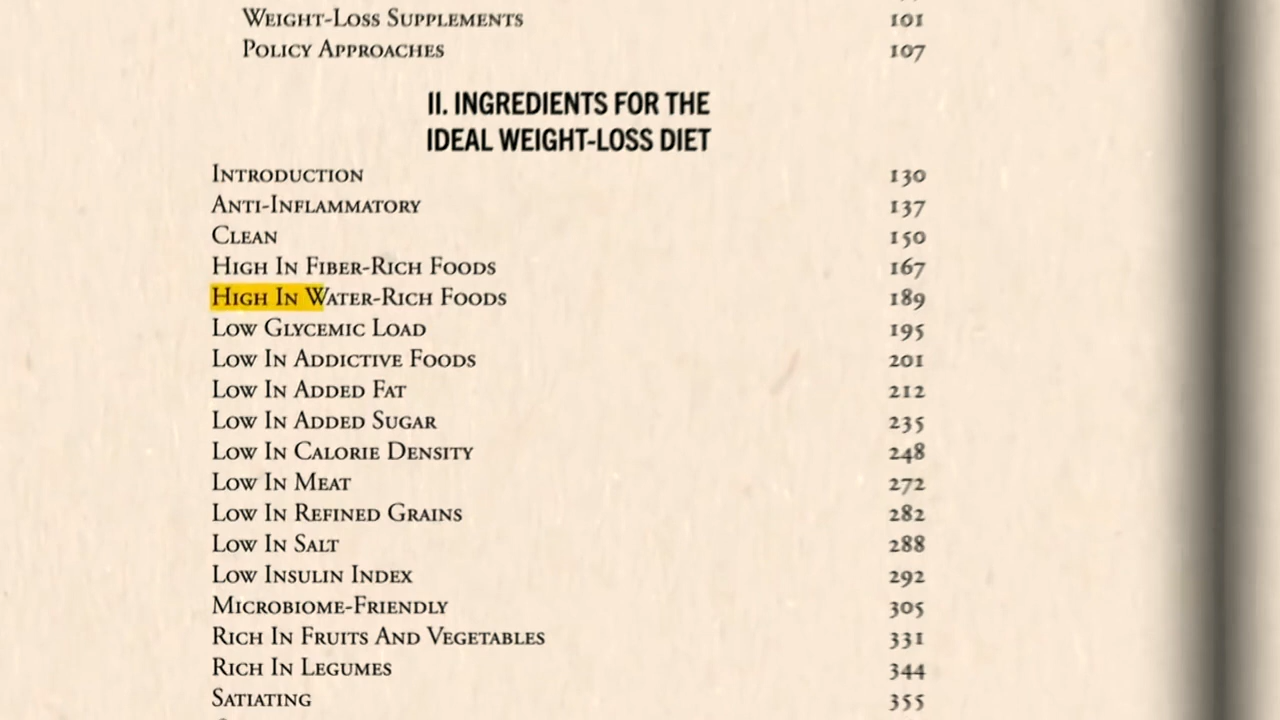 Weight-Loss Supplements 101
Policy Approaches 107
II. INGREDIENTS FOR THE
IDEAL WEIGHT-LOSS DIET
Introduction 130
Anti-Inflammatory 137
Clean 150
High In Fiber-Rich Foods 167
High In Water-Rich Foods 189
Low Glycemic Load 195
Low In Addictive Foods 201
Low In Added Fat 212
Low In Added Sugar 235
Low In Calorie Density 248
Low In Meat 272
Low In Refined Grains 282
Low In Salt 288
Low Insulin Index 292
Microbiome-Friendly 305
Rich In Fruits And Vegetables 331
Rich In Legumes 344
Satiating 355